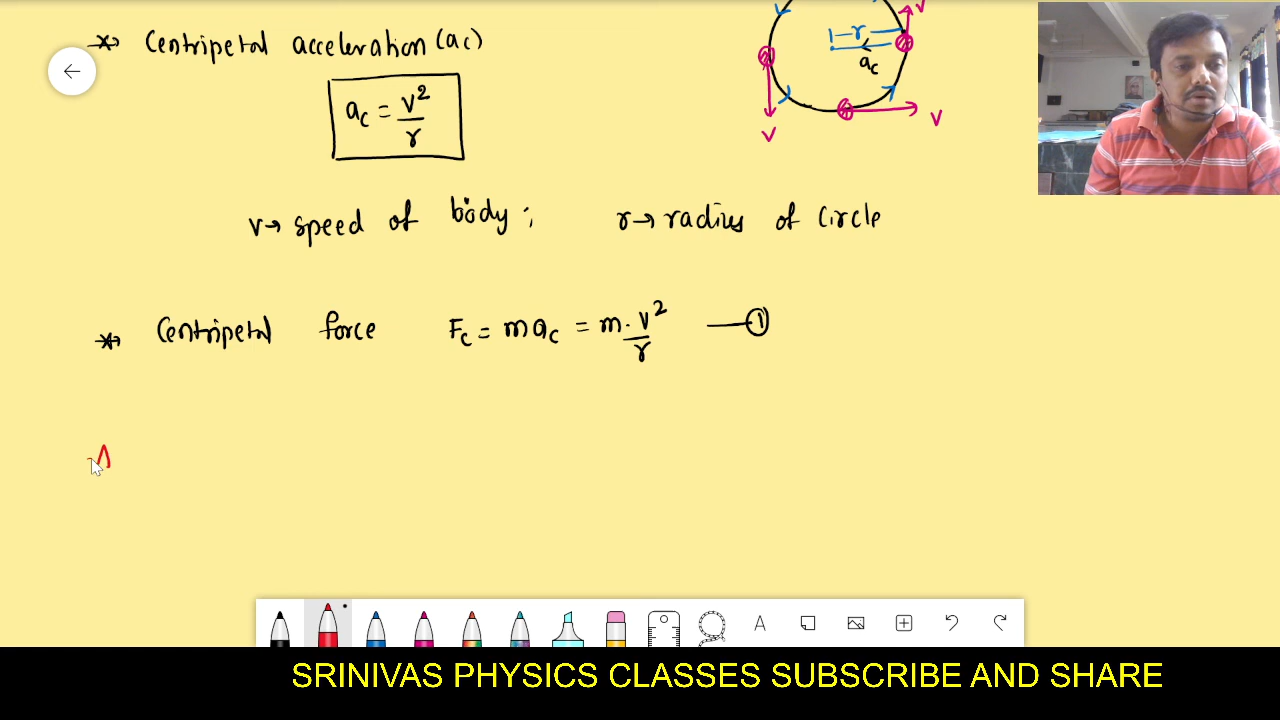 * Centripetal acceleration (ac)
v
r
ac
v
v
ac = v²/r
v → speed of body ; r → radius of circle
* Centripetal force Fc = mac = m · v²/r —①
A
SRINIVAS PHYSICS CLASSES SUBSCRIBE AND SHARE